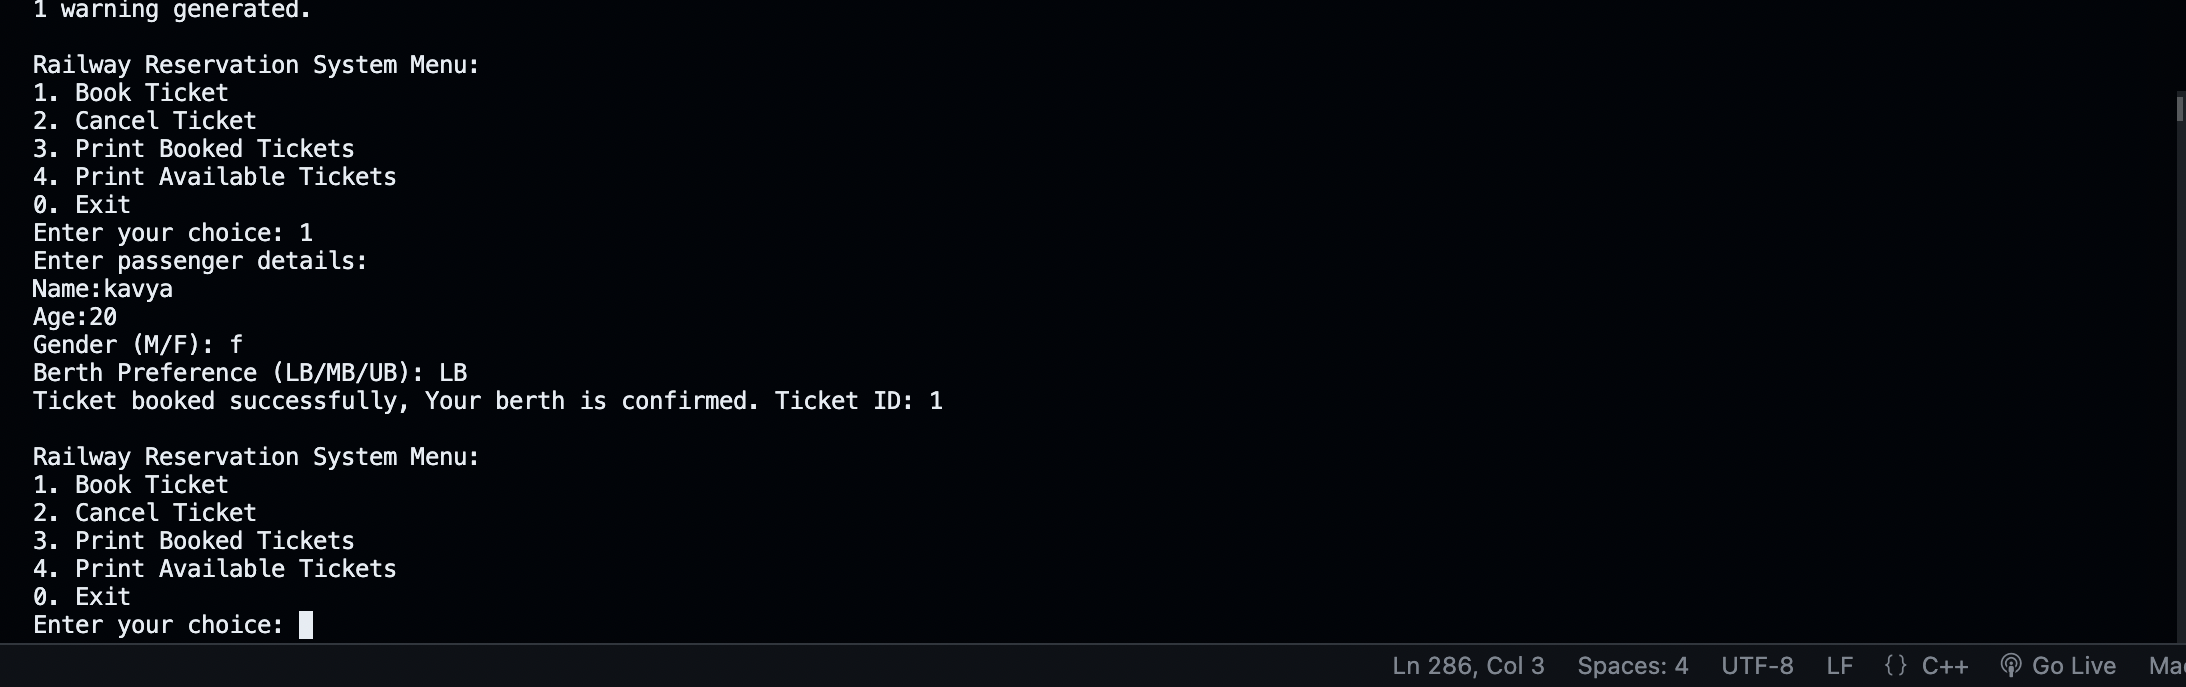 1 warning generated.
Railway Reservation System Menu:
1. Book Ticket
2. Cancel Ticket
3. Print Booked Tickets
4. Print Available Tickets
0. Exit
Enter your choice: 1
Enter passenger details:
Name:kavya
Age:20
Gender (M/F): f
Berth Preference (LB/MB/UB): LB
Ticket booked successfully, Your berth is confirmed. Ticket ID: 1
Railway Reservation System Menu:
1. Book Ticket
2. Cancel Ticket
3. Print Booked Tickets
4. Print Available Tickets
0. Exit
Enter your choice:
Ln 286, Col 3 Spaces: 4 UTF-8 LF {} C++ Go Live